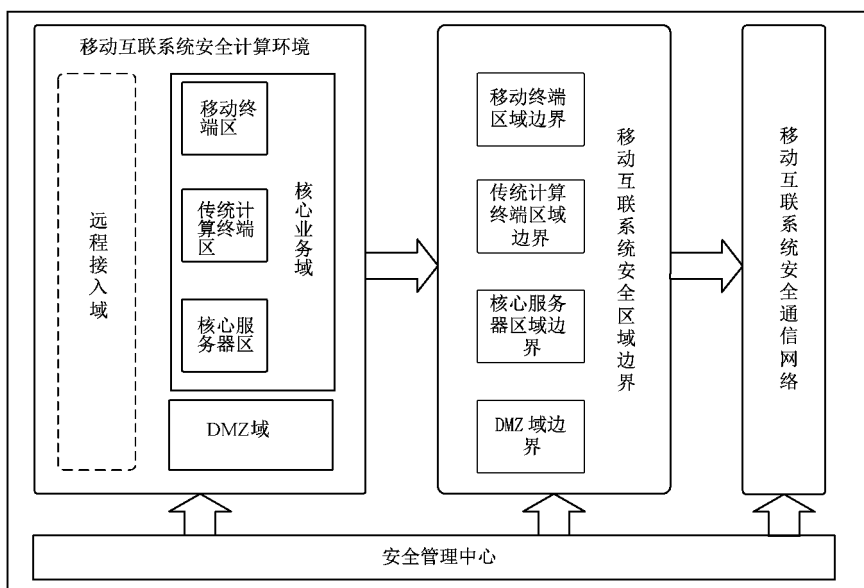 移动互联系统安全计算环境
远程接入域
移动终
端区
传统计
算终端
区
核心服
务器区
核心业务域
DMZ域
移动终端
区域边界
传统计算
终端区域
边界
核心服务
器区域边
界
DMZ域边
界
移动互联系统安全区域边界
移动互联系统安全通信网络
安全管理中心